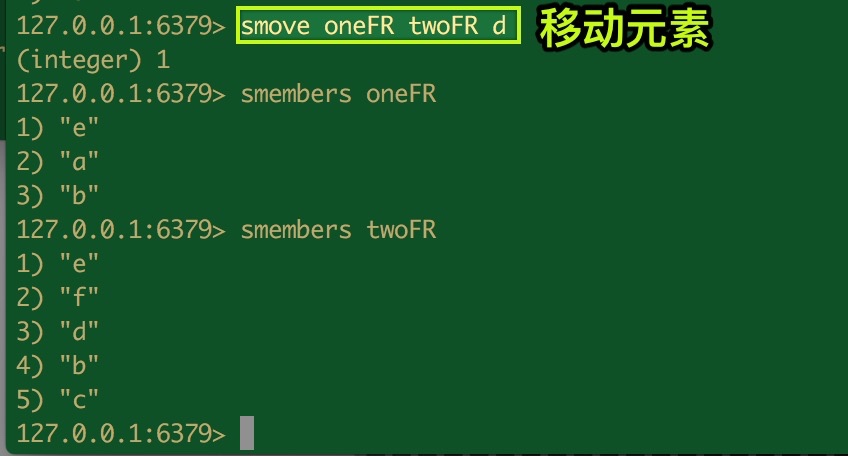 127.0.0.1:6379> smove oneFR twoFR d 移动元素
(integer) 1
127.0.0.1:6379> smembers oneFR
1) "e"
2) "a"
3) "b"
127.0.0.1:6379> smembers twoFR
1) "e"
2) "f"
3) "d"
4) "b"
5) "c"
127.0.0.1:6379>